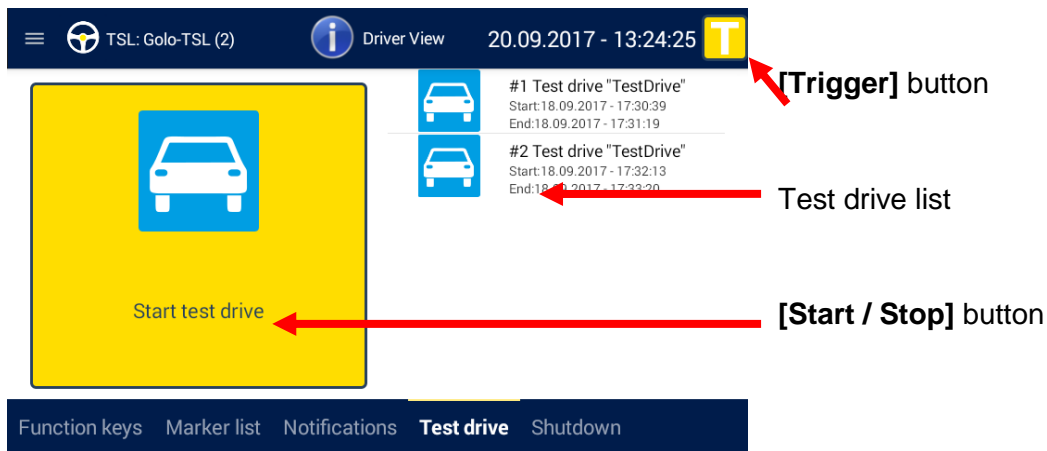 TSL: Golo-TSL (2)
i
Driver View
20.09.2017 - 13:24:25
T
[Trigger] button
#1 Test drive "TestDrive"
Start:18.09.2017 - 17:30:39
End:18.09.2017 - 17:31:19
#2 Test drive "TestDrive"
Start:18.09.2017 - 17:32:13
End:18.09.2017 - 17:33:20
Test drive list
Start test drive
[Start / Stop] button
Function keys
Marker list
Notifications
Test drive
Shutdown